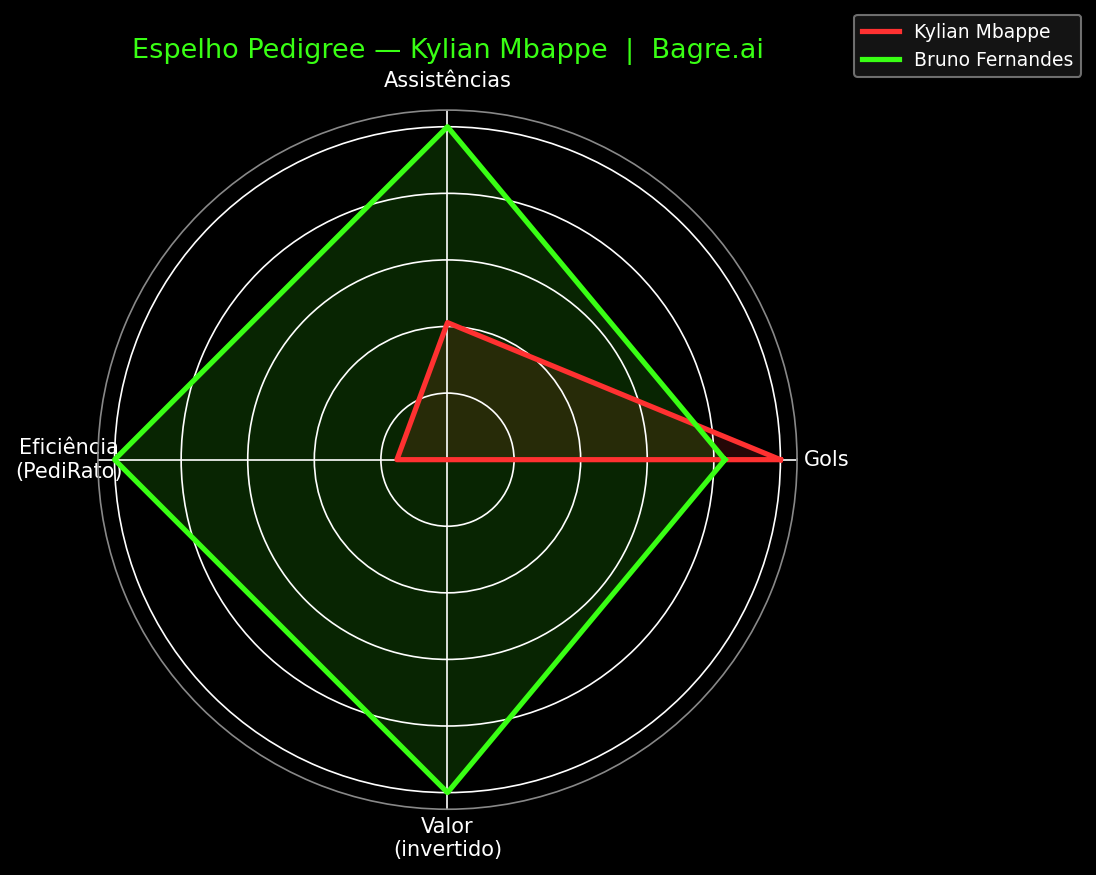 Espelho Pedigree — Kylian Mbappe | Bagre.ai
Kylian Mbappe
Bruno Fernandes
Assistências
Eficiência
(PediRato)
Gols
Valor
(invertido)